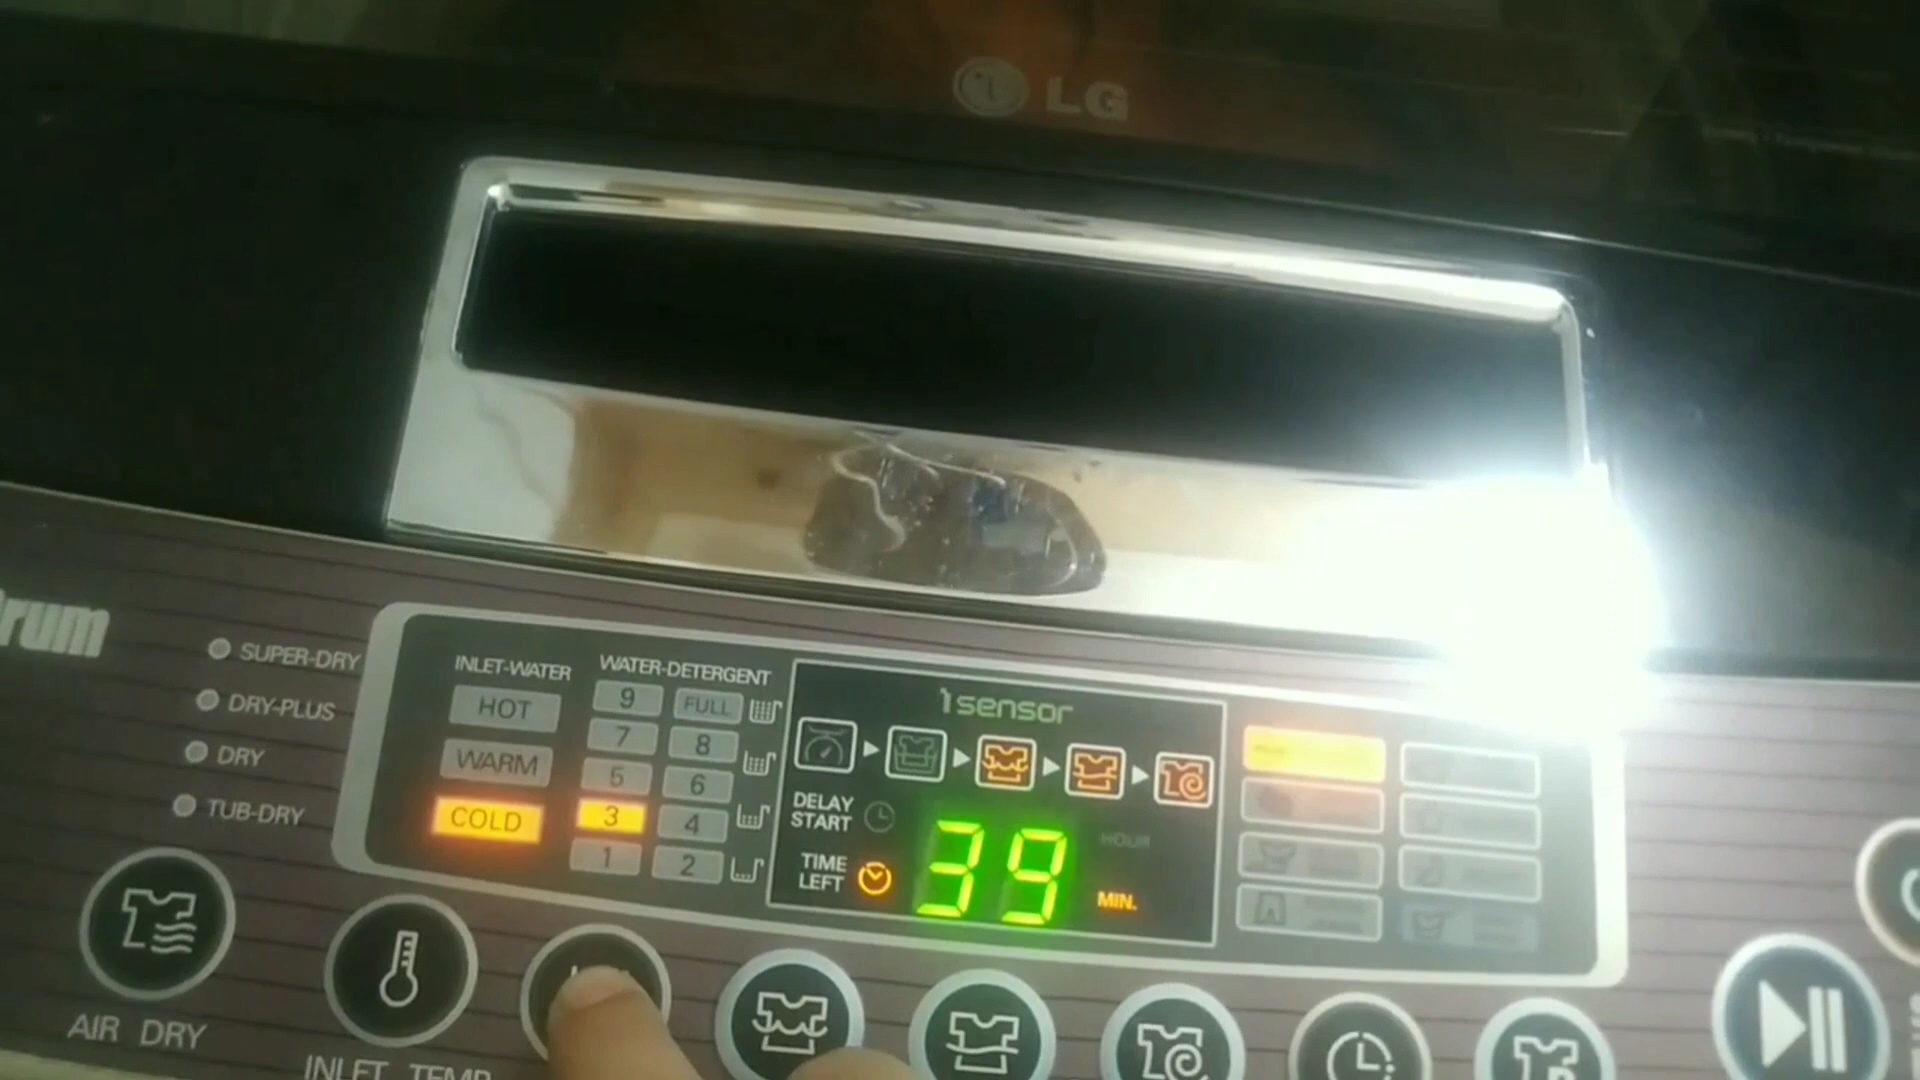 LG
rum
SUPER-DRY
DRY-PLUS
DRY
TUB-DRY
INLET-WATER
HOT
WARM
COLD
WATER-DETERGENT
9 FULL
7 8
5 6
3 4
1 2
i sensor
DELAY START
HOUR
TIME LEFT
39
MIN.
AIR DRY
INLET TEMP